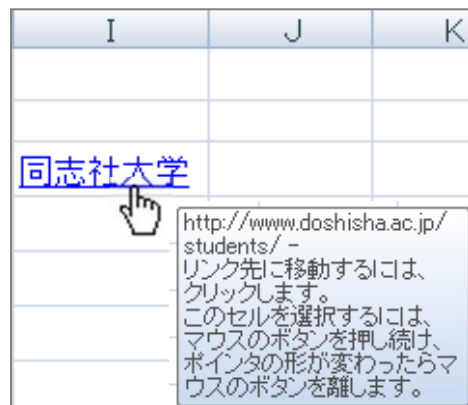 I J K
同志社大学
http://www.doshisha.ac.jp/
students/ -
リンク先に移動するには、
クリックします。
このセルを選択するには、
マウスのボタンを押し続け、
ポインタの形が変わったらマ
ウスのボタンを離します。